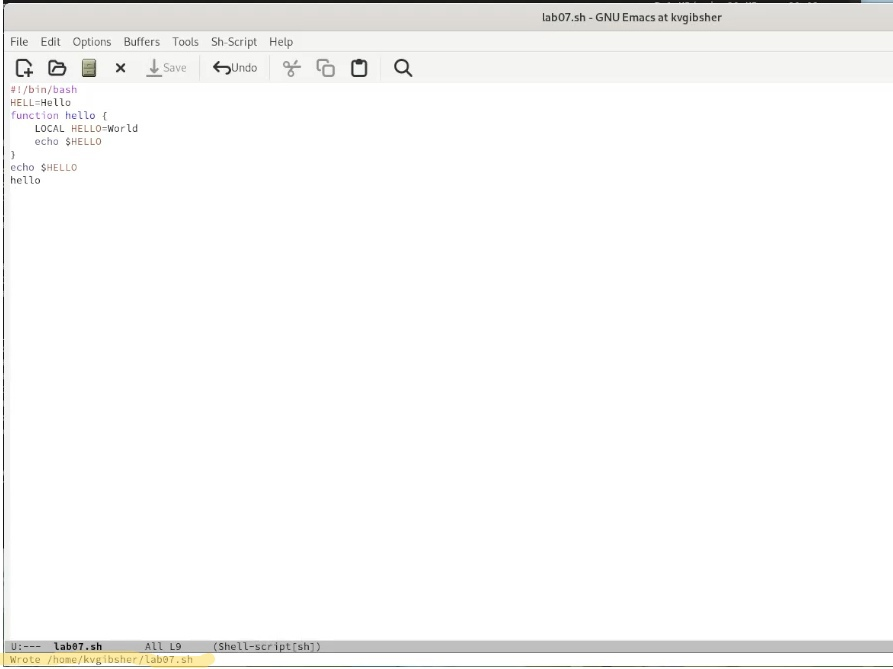 lab07.sh - GNU Emacs at kvgibsher
File Edit Options Buffers Tools Sh-Script Help
Save Undo
#!/bin/bash
HELL=Hello
function hello {
    LOCAL HELLO=World
    echo $HELLO
}
echo $HELLO
hello
U:--- lab07.sh All L9 (Shell-script[sh])
Wrote /home/kvgibsher/lab07.sh